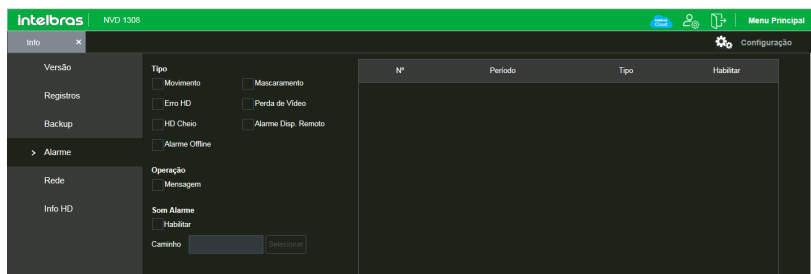 intelbras NVD 1308 Cloud Menu Principal
Info × Configuração
Versão
Registros
Backup
> Alarme
Rede
Info HD
Tipo
Movimento Mascaramento
Erro HD Perda de Vídeo
HD Cheio Alarme Disp. Remoto
Alarme Offline
Operação
Mensagem
Som Alarme
Habilitar
Caminho Selecionar
Nº Período Tipo Habilitar